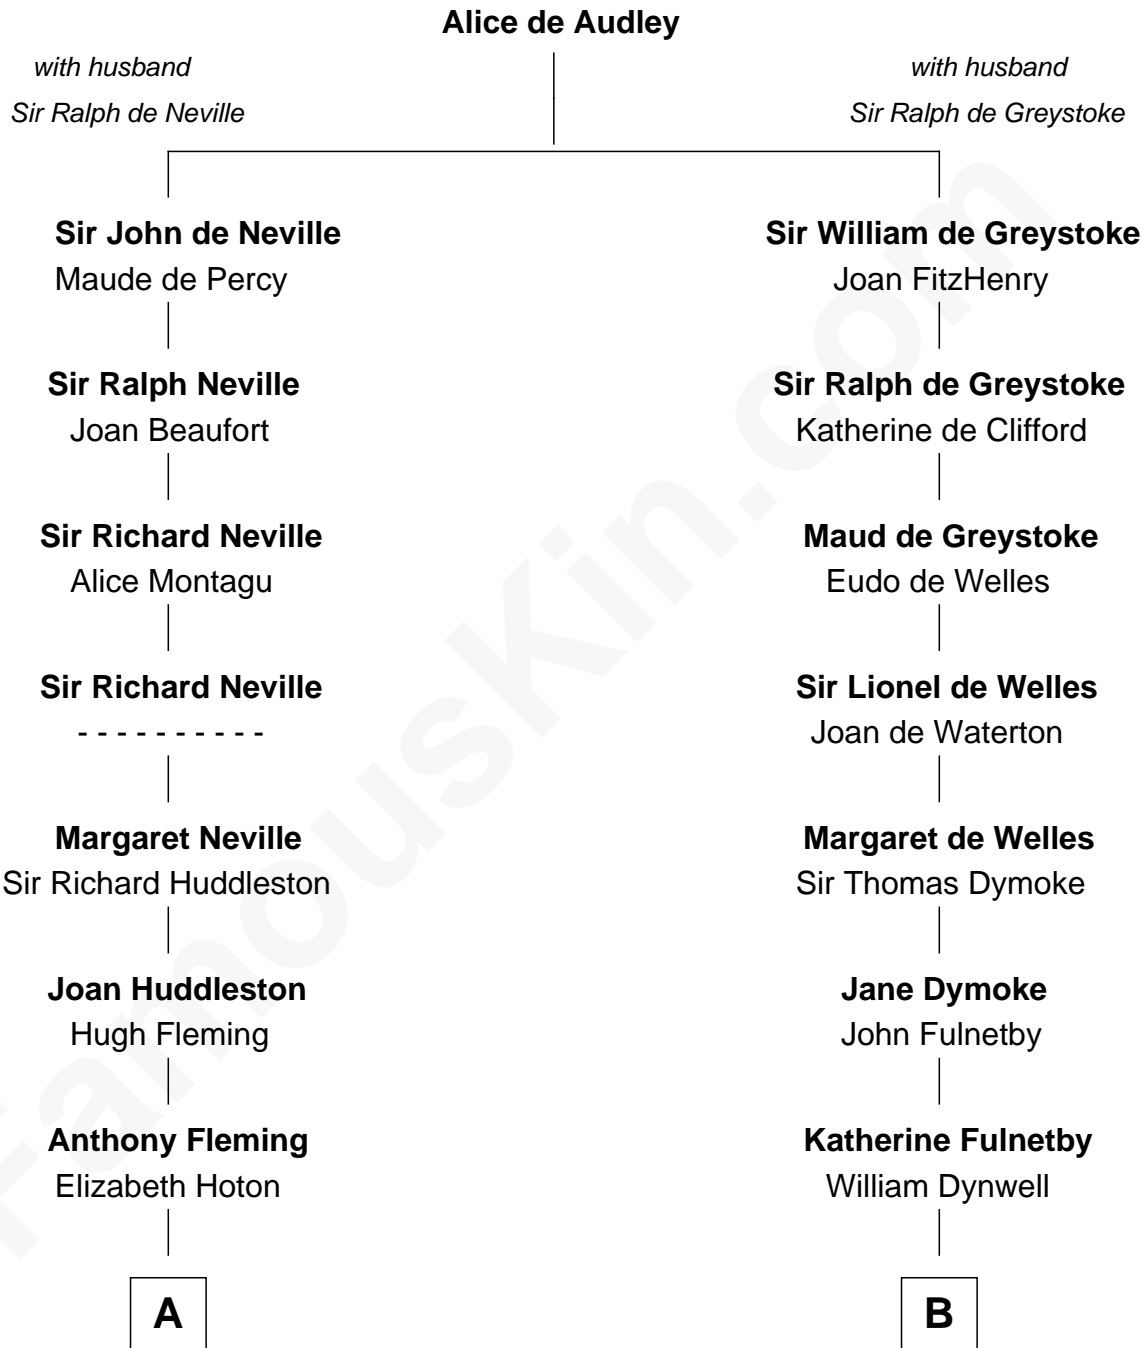 Alice de Audley
with husband
Sir Ralph de Neville
with husband
Sir Ralph de Greystoke
Sir John de Neville
Maude de Percy
Sir William de Greystoke
Joan FitzHenry
Sir Ralph Neville
Joan Beaufort
Sir Ralph de Greystoke
Katherine de Clifford
Sir Richard Neville
Alice Montagu
Maud de Greystoke
Eudo de Welles
Sir Richard Neville
- - - - - - - - - -
Sir Lionel de Welles
Joan de Waterton
Margaret Neville
Sir Richard Huddleston
Margaret de Welles
Sir Thomas Dymoke
Joan Huddleston
Hugh Fleming
Jane Dymoke
John Fulnetby
Anthony Fleming
Elizabeth Hoton
Katherine Fulnetby
William Dynwell
A
B
FamousKin.com